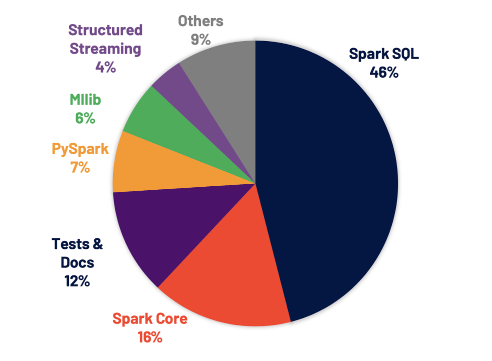 Others
9%
Structured
Streaming
4%
Spark SQL
46%
Mllib
6%
PySpark
7%
Tests &
Docs
12%
Spark Core
16%